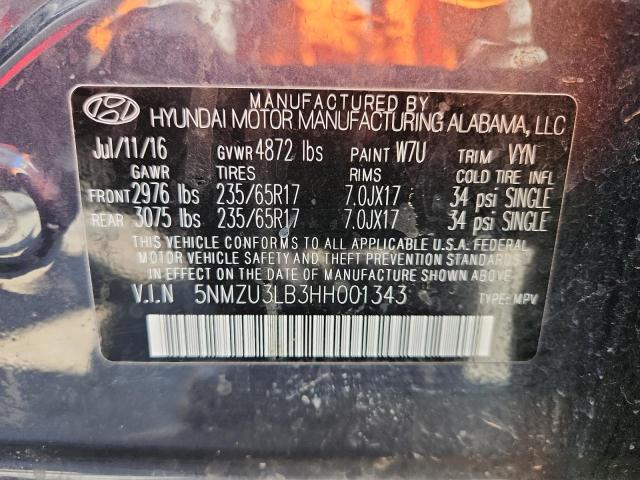 MANUFACTURED BY
HYUNDAI MOTOR MANUFACTURING ALABAMA, LLC
Jul/11/16 GVWR 4872 lbs PAINT W7U TRIM VYN
GAWR TIRES RIMS COLD TIRE INFL
FRONT 2976 lbs 235/65R17 7.0JX17 34 psi SINGLE
REAR 3075 lbs 235/65R17 7.0JX17 34 psi SINGLE
THIS VEHICLE CONFORMS TO ALL APPLICABLE U.S.A. FEDERAL
MOTOR VEHICLE SAFETY AND THEFT PREVENTION STANDARDS
IN EFFECT ON THE DATE OF MANUFACTURE SHOWN ABOVE.
V.I.N 5NMZU3LB3HH001343 TYPE: MPV